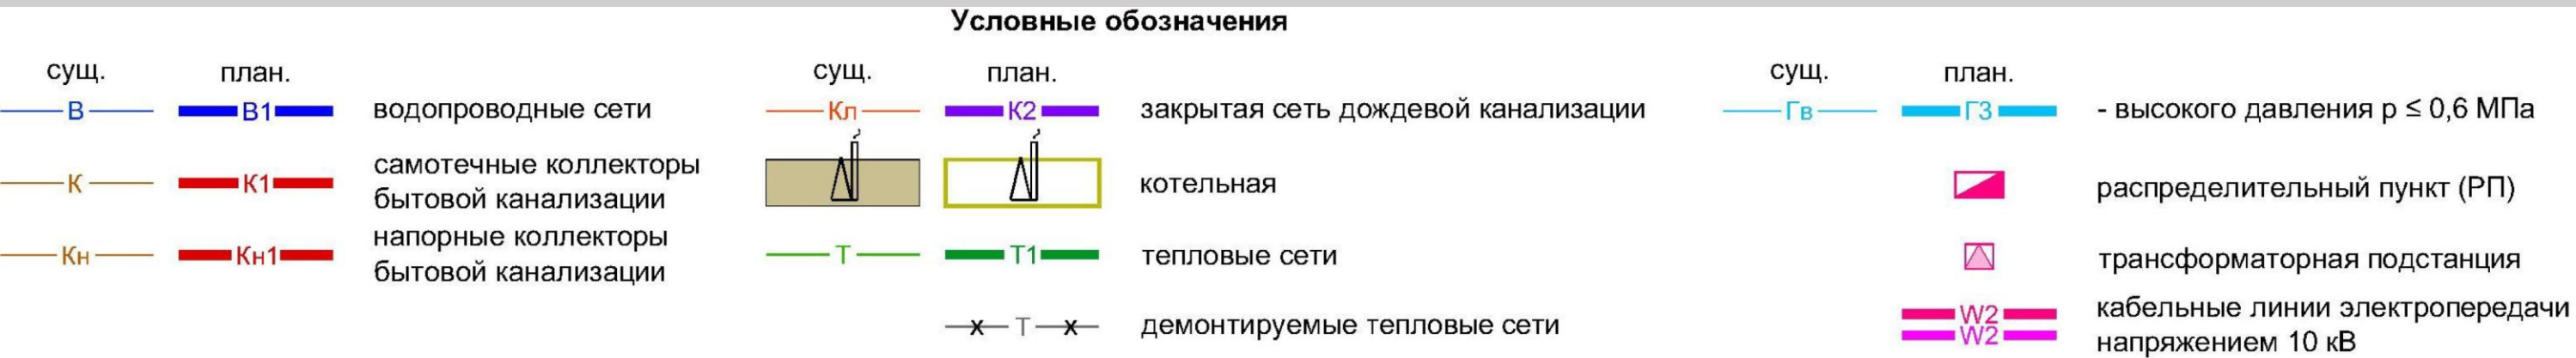 Условные обозначения
сущ. план.
В В1 водопроводные сети
К К1 самотечные коллекторы
бытовой канализации
Кн Кн1 напорные коллекторы
бытовой канализации
сущ. план.
Кл К2 закрытая сеть дождевой канализации
котельная
Т Т1 тепловые сети
х Т х демонтируемые тепловые сети
сущ. план.
Гв Г3 - высокого давления р ≤ 0,6 МПа
распределительный пункт (РП)
трансформаторная подстанция
W2 кабельные линии электропередачи
W2 напряжением 10 кВ